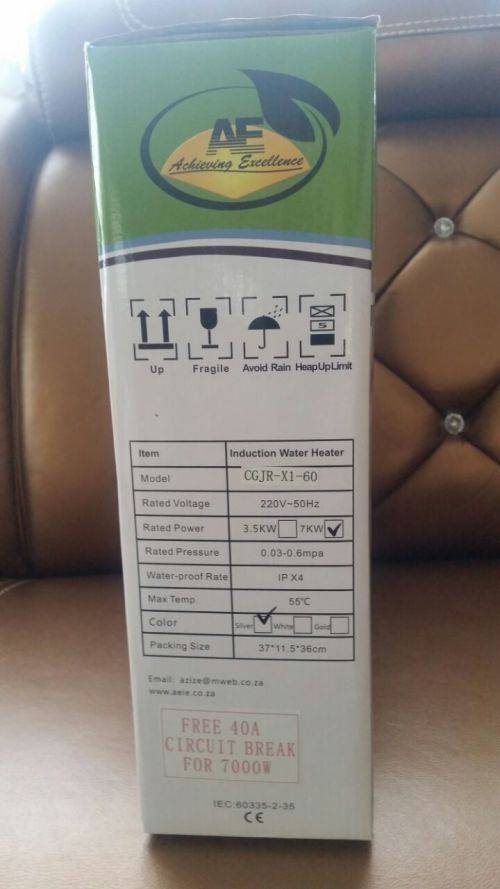 AE
Achieving Excellence
Up Fragile Avoid Rain HeapUpLimit
5
Item Induction Water Heater
Model CGJR-X1-60
Rated Voltage 220V~50Hz
Rated Power 3.5KW 7KW
Rated Pressure 0.03-0.6mpa
Water-proof Rate IP X4
Max Temp. 55℃
Color Silver White Gold
Packing Size 37*11.5*36cm
Email: azize@mweb.co.za
www.aeie.co.za
FREE 40A
CIRCUIT BREAK
FOR 7000W
IEC:60335-2-35
CE